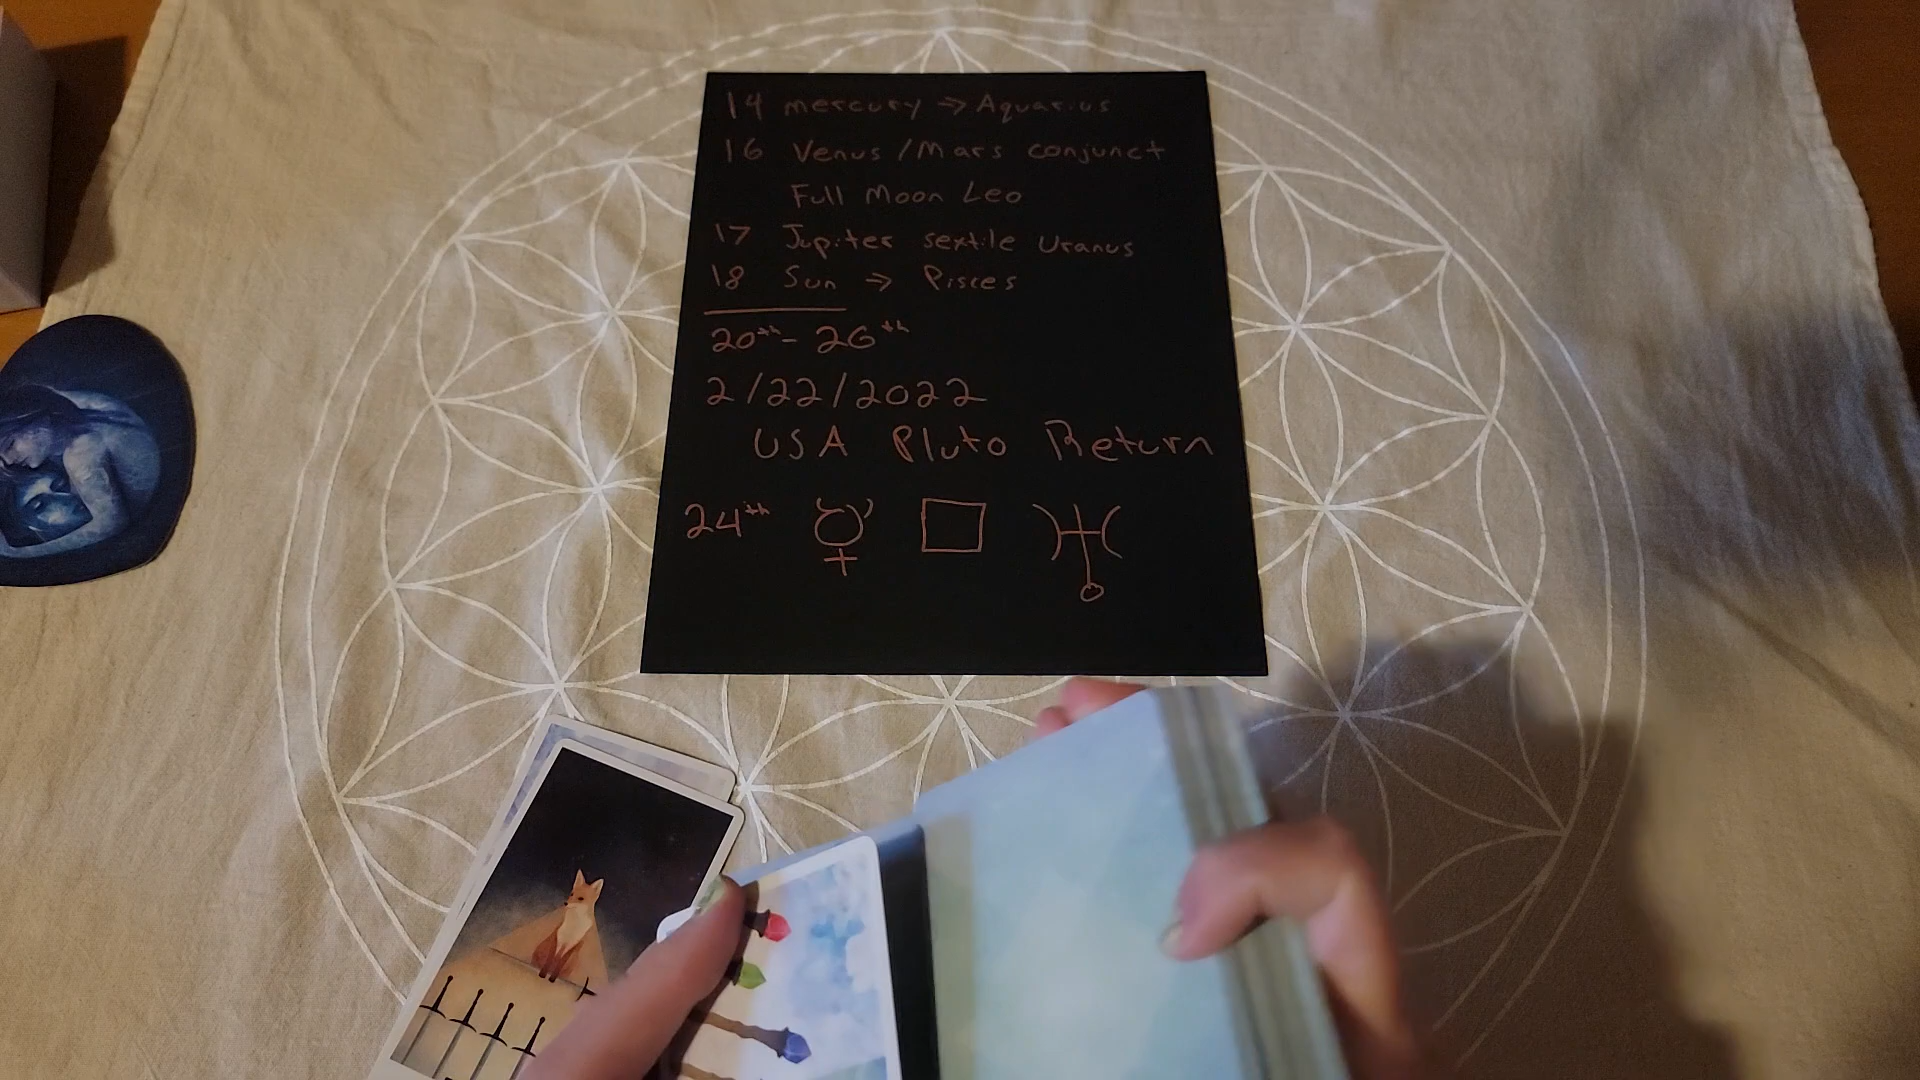 14 mercury → Aquarius
16 Venus / Mars conjunct
Full Moon Leo
17 Jupiter sextile Uranus
18 Sun → Pisces
20th - 26th
2/22/2022
USA Pluto Return
24th ☿ □ ♅